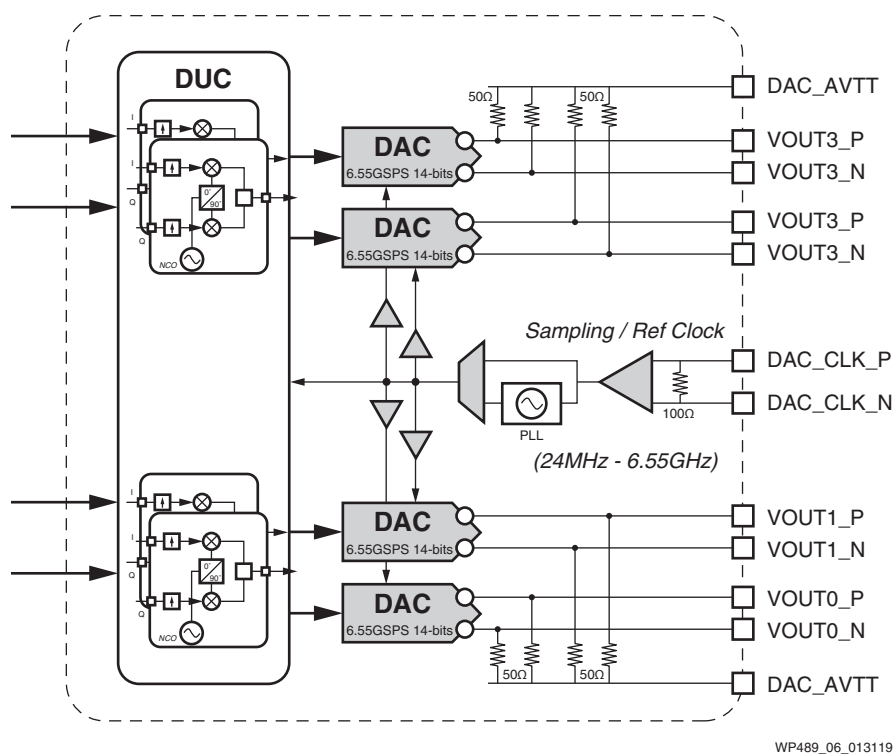 DUC
I
I
Q
Q
0°
90°
NCO
DAC
6.55GSPS 14-bits
DAC
6.55GSPS 14-bits
50Ω
50Ω
DAC_AVTT
VOUT3_P
VOUT3_N
VOUT3_P
VOUT3_N
Sampling / Ref Clock
DAC_CLK_P
DAC_CLK_N
100Ω
PLL
(24MHz - 6.55GHz)
I
I
Q
Q
0°
90°
NCO
DAC
6.55GSPS 14-bits
DAC
6.55GSPS 14-bits
VOUT1_P
VOUT1_N
VOUT0_P
VOUT0_N
50Ω
50Ω
DAC_AVTT
WP489_06_013119